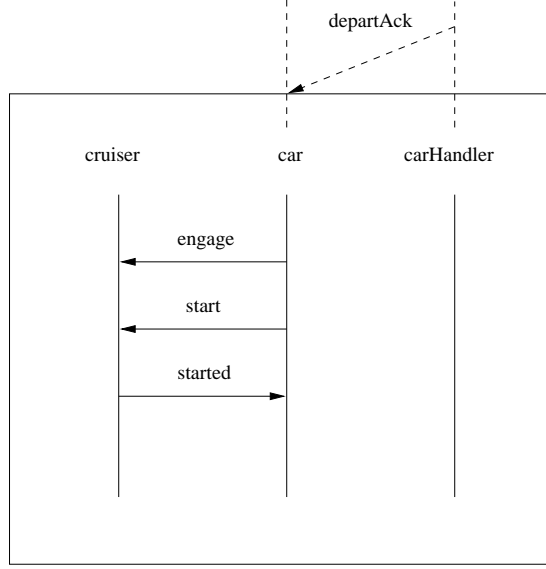 departAck
cruiser car carHandler
engage
start
started